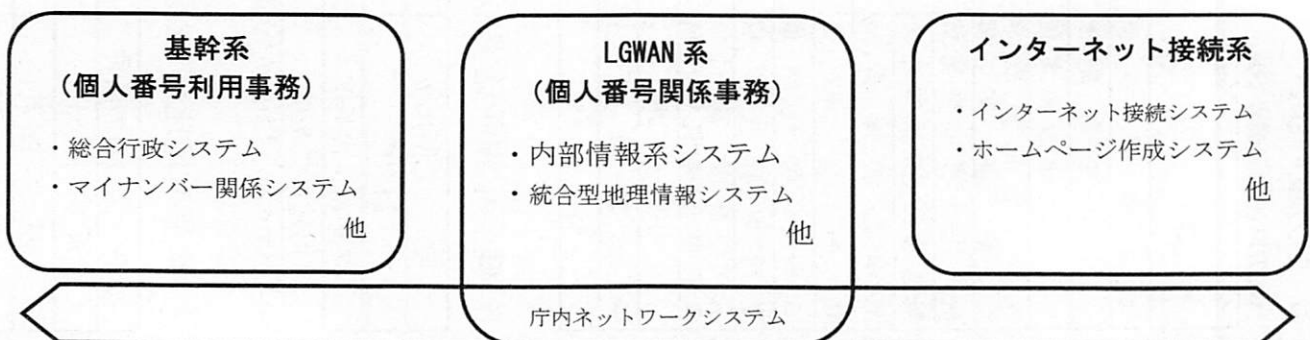 基幹系
(個人番号利用事務)
・総合行政システム
・マイナンバー関係システム
他
LGWAN 系
(個人番号関係事務)
・内部情報系システム
・統合型地理情報システム
他
インターネット接続系
・インターネット接続システム
・ホームページ作成システム
他
庁内ネットワークシステム